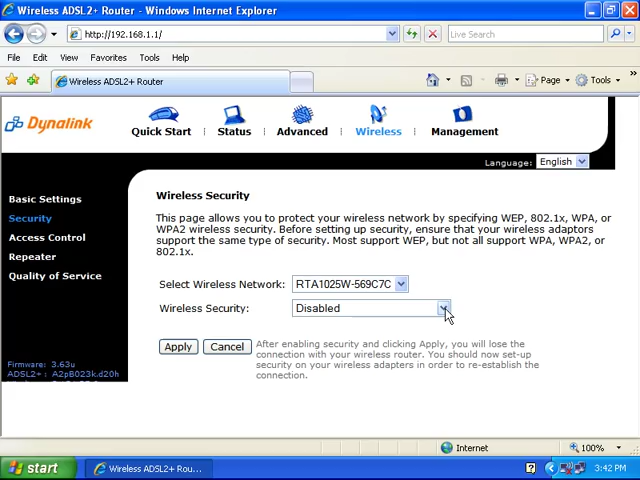 Wireless ADSL2+ Router - Windows Internet Explorer
http://192.168.1.1/
Live Search
File Edit View Favorites Tools Help
Wireless ADSL2+ Router
Page Tools
Dynalink
Quick Start Status Advanced Wireless Management
Language: English
Basic Settings
Security
Access Control
Repeater
Quality of Service
Wireless Security
This page allows you to protect your wireless network by specifying WEP, 802.1x, WPA, or
WPA2 wireless security. Before setting up security, ensure that your wireless adaptors
support the same type of security. Most support WEP, but not all support WPA, WPA2, or
802.1x.
Select Wireless Network: RTA1025W-569C7C
Wireless Security: Disabled
Apply Cancel
After enabling security and clicking Apply, you will lose the
connection with your wireless router. You should now set-up
security on your wireless adapters in order to re-establish the
connection.
Firmware: 3.63u
ADSL2+: A2pB023k.d20h
Internet
100%
start
Wireless ADSL2+ Rou...
3:42 PM